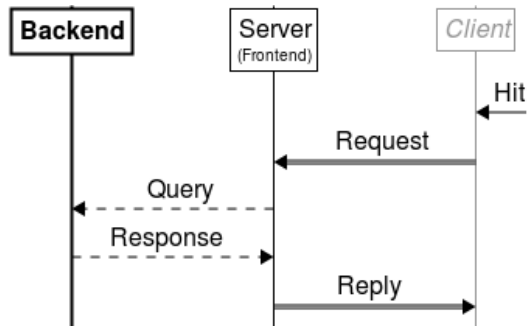 Backend
Server
(Frontend)
Client
Hit
Request
Query
Response
Reply